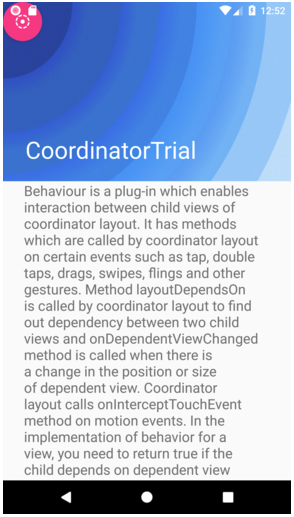 12:52
CoordinatorTrial
Behaviour is a plug-in which enables
interaction between child views of
coordinator layout. It has methods
which are called by coordinator layout
on certain events such as tap, double
taps, drags, swipes, flings and other
gestures. Method layoutDependsOn
is called by coordinator layout to find
out dependency between two child
views and onDependentViewChanged
method is called when there is
a change in the position or size
of dependent view. Coordinator
layout calls onInterceptTouchEvent
method on motion events. In the
implementation of behavior for a
view, you need to return true if the
child depends on dependent view